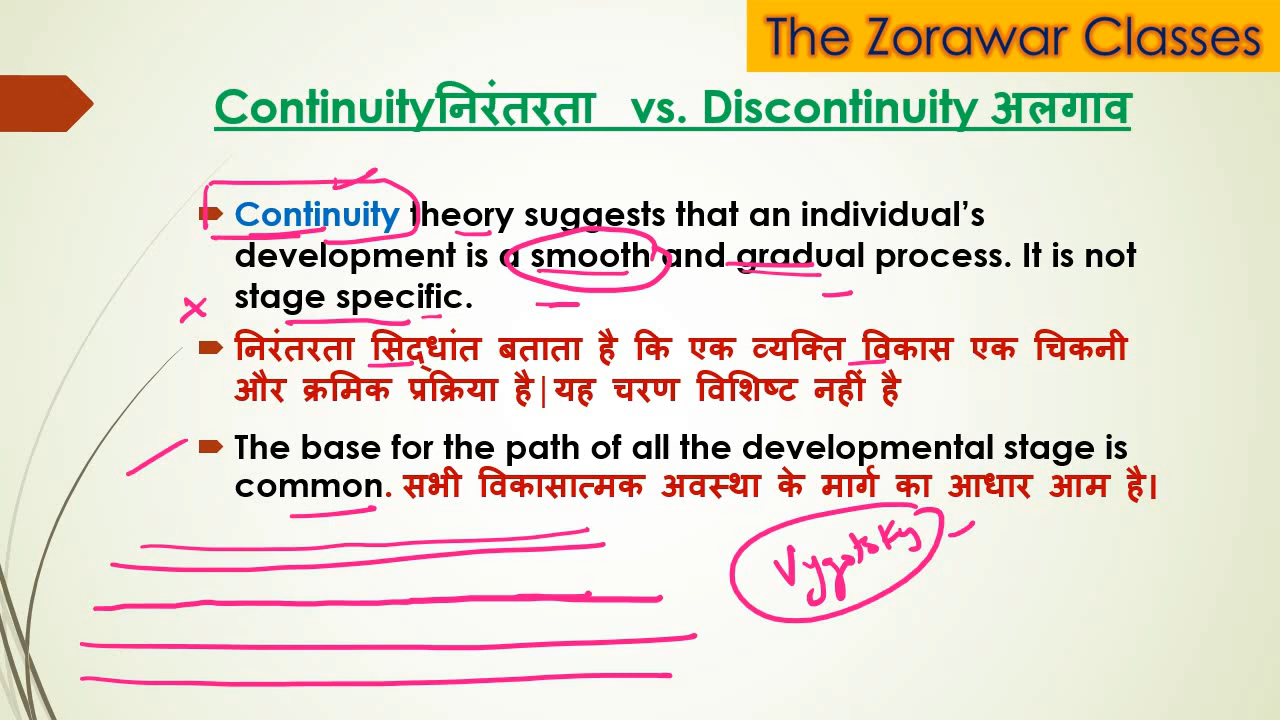 The Zorawar Classes
Continuityनिरंतरता vs. Discontinuity अलगाव
Continuity theory suggests that an individual’s
development is a smooth and gradual process. It is not
stage specific.
निरंतरता सिद्धांत बताता है कि एक व्यक्ति विकास एक चिकनी
और क्रमिक प्रक्रिया है|यह चरण विशिष्ट नहीं है
The base for the path of all the developmental stage is
common. सभी विकासात्मक अवस्था के मार्ग का आधार आम है।
Vygotsky